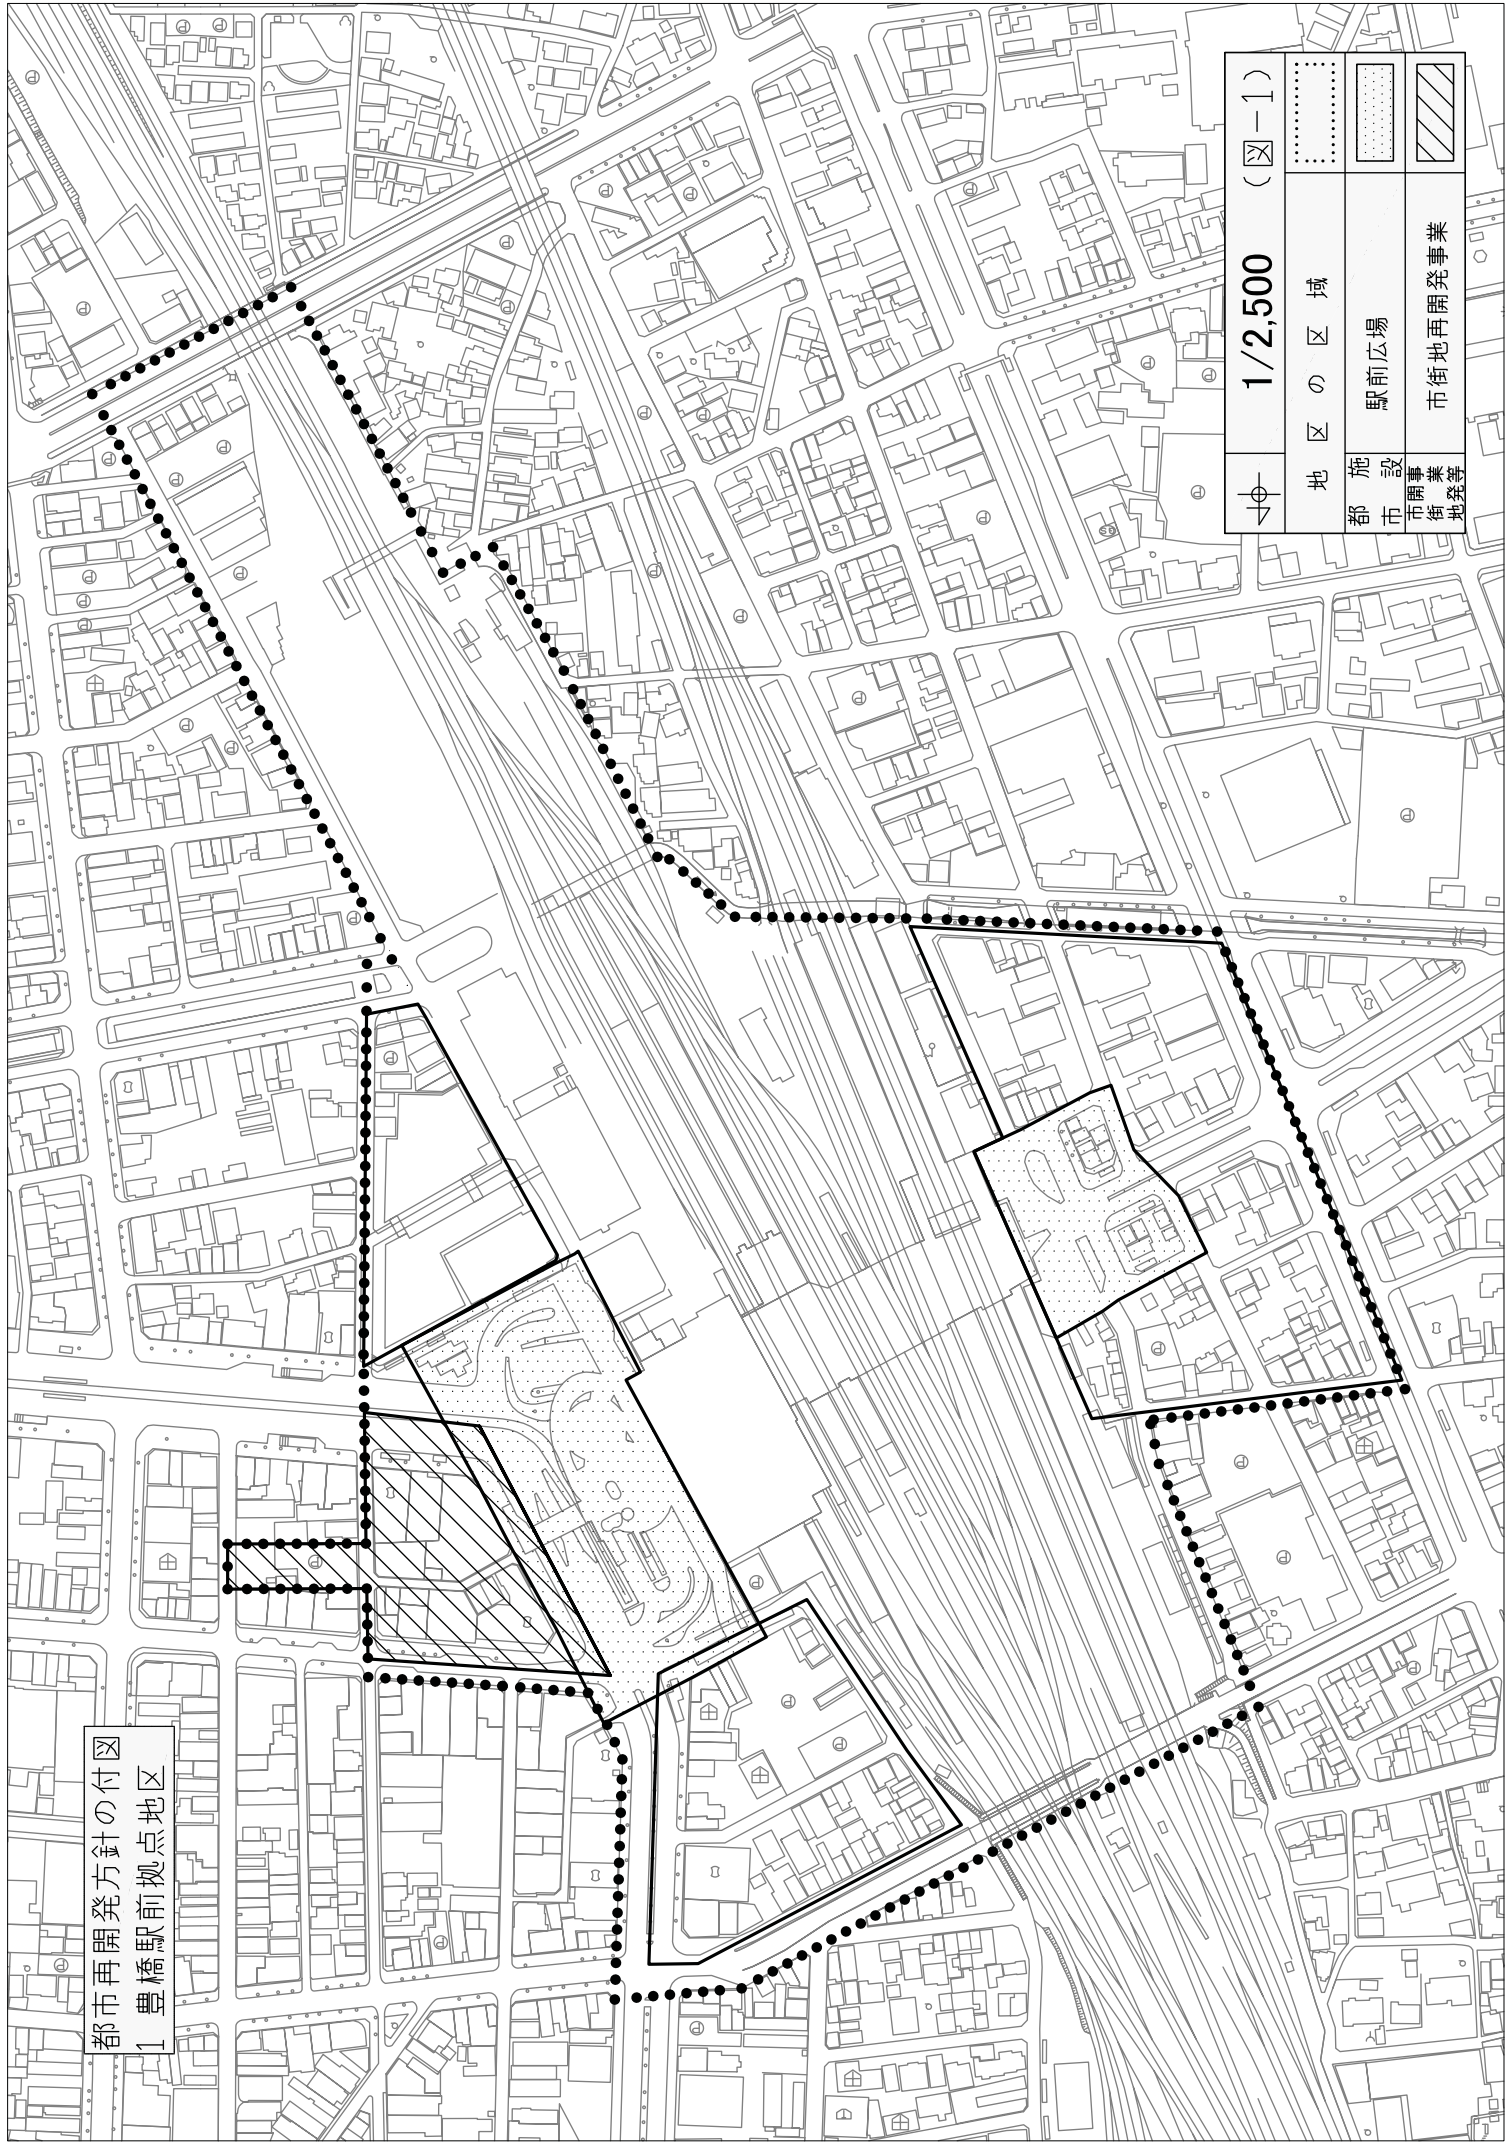 都市再開発方針の付図
1 豊橋駅前拠点地区
1/2,500 (図－1)
地区の区域
都市施設 駅前広場
市街地開発事業等 市街地再開発事業